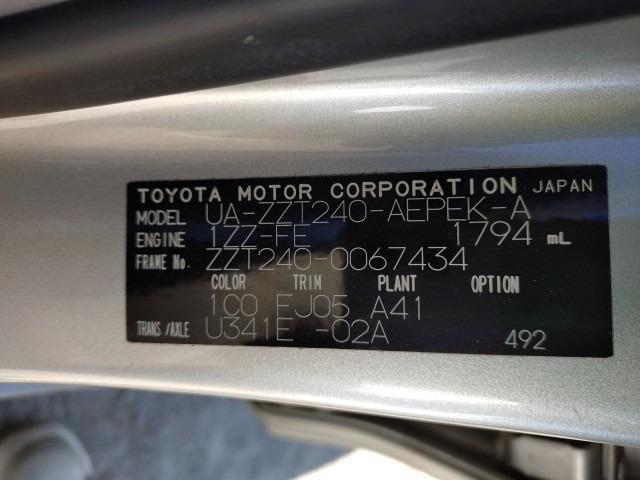 TOYOTA MOTOR CORPORATION JAPAN
MODEL UA-ZZT240-AEPEK-A
ENGINE 1ZZ-FE 1794 mL
FRAME No. ZZT240-0067434
COLOR TRIM PLANT OPTION
1C0 FJ05 A41
TRANS/AXLE U341E -02A 492